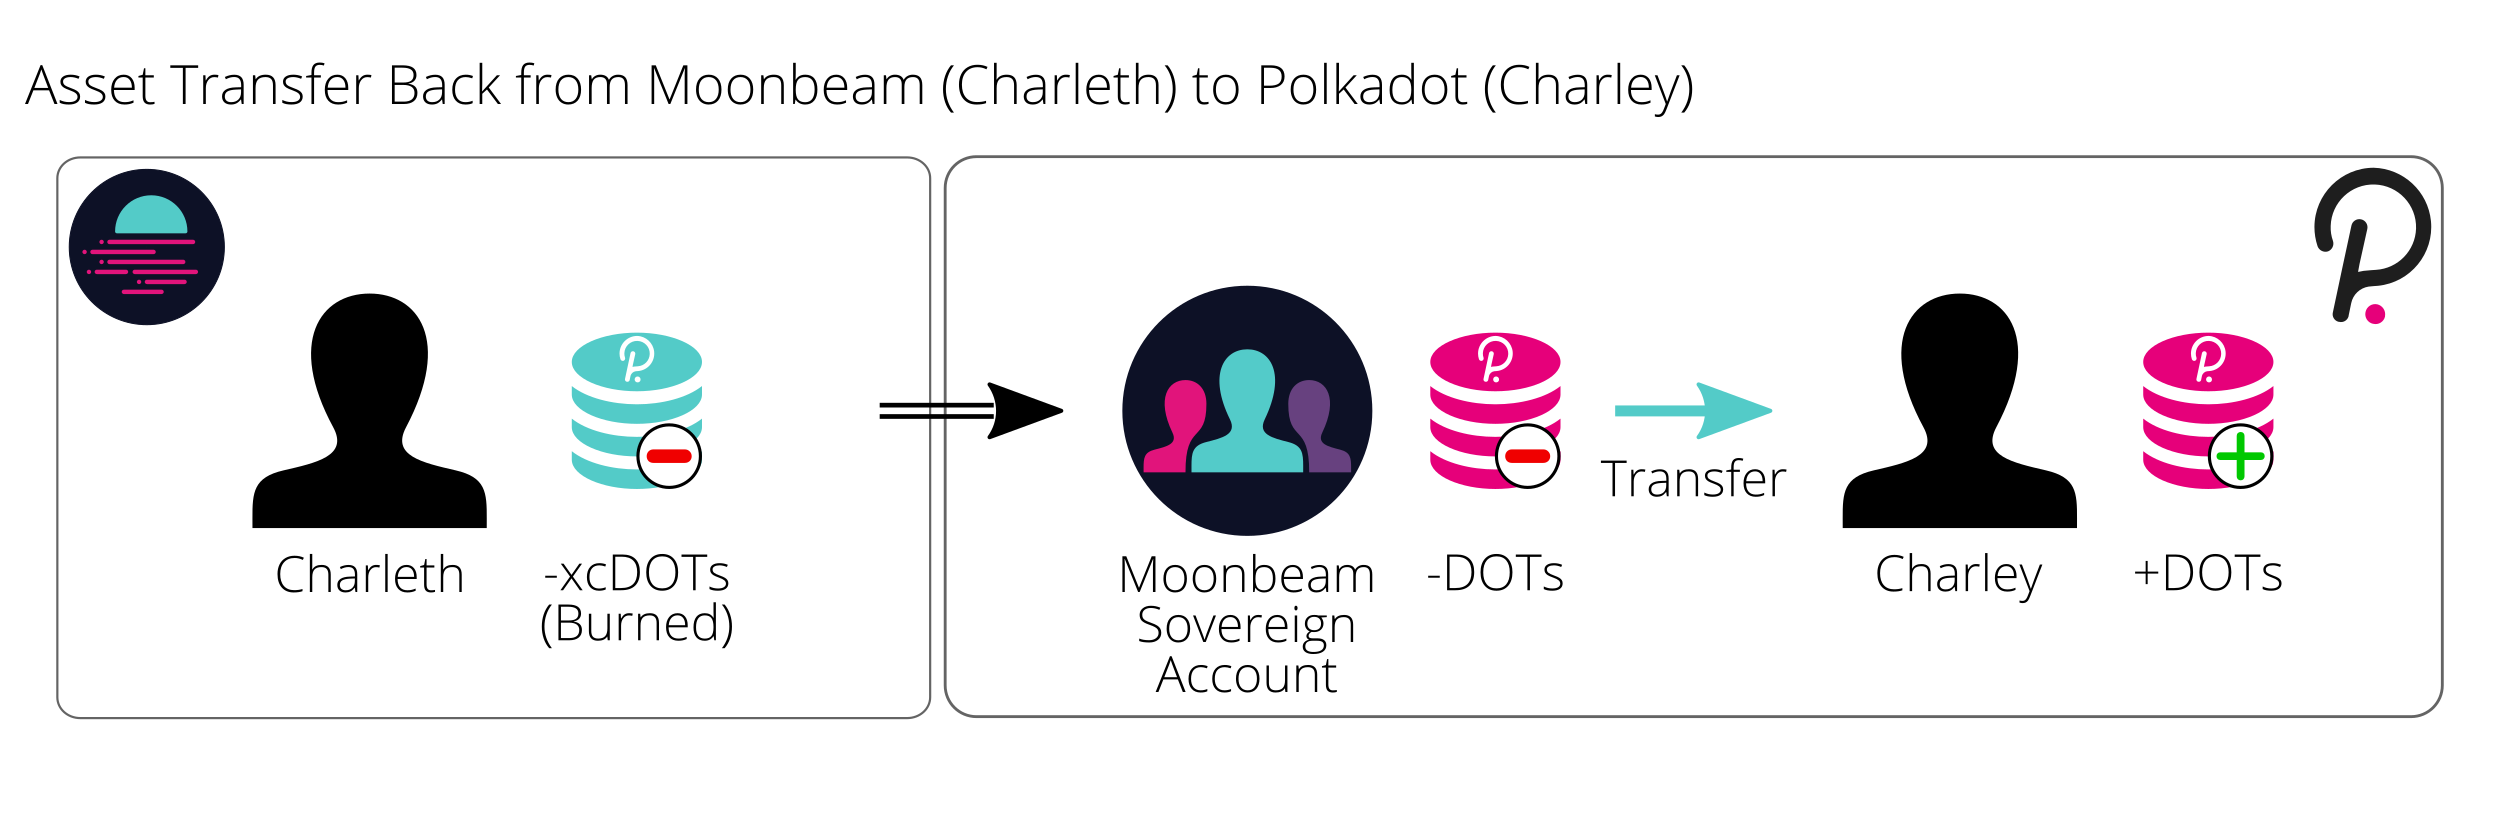 Asset Transfer Back from Moonbeam (Charleth) to Polkadot (Charley)
Charleth
-xcDOTs
(Burned)
Moonbeam
Sovereign
Account
-DOTs
Transfer
Charley
+DOTs